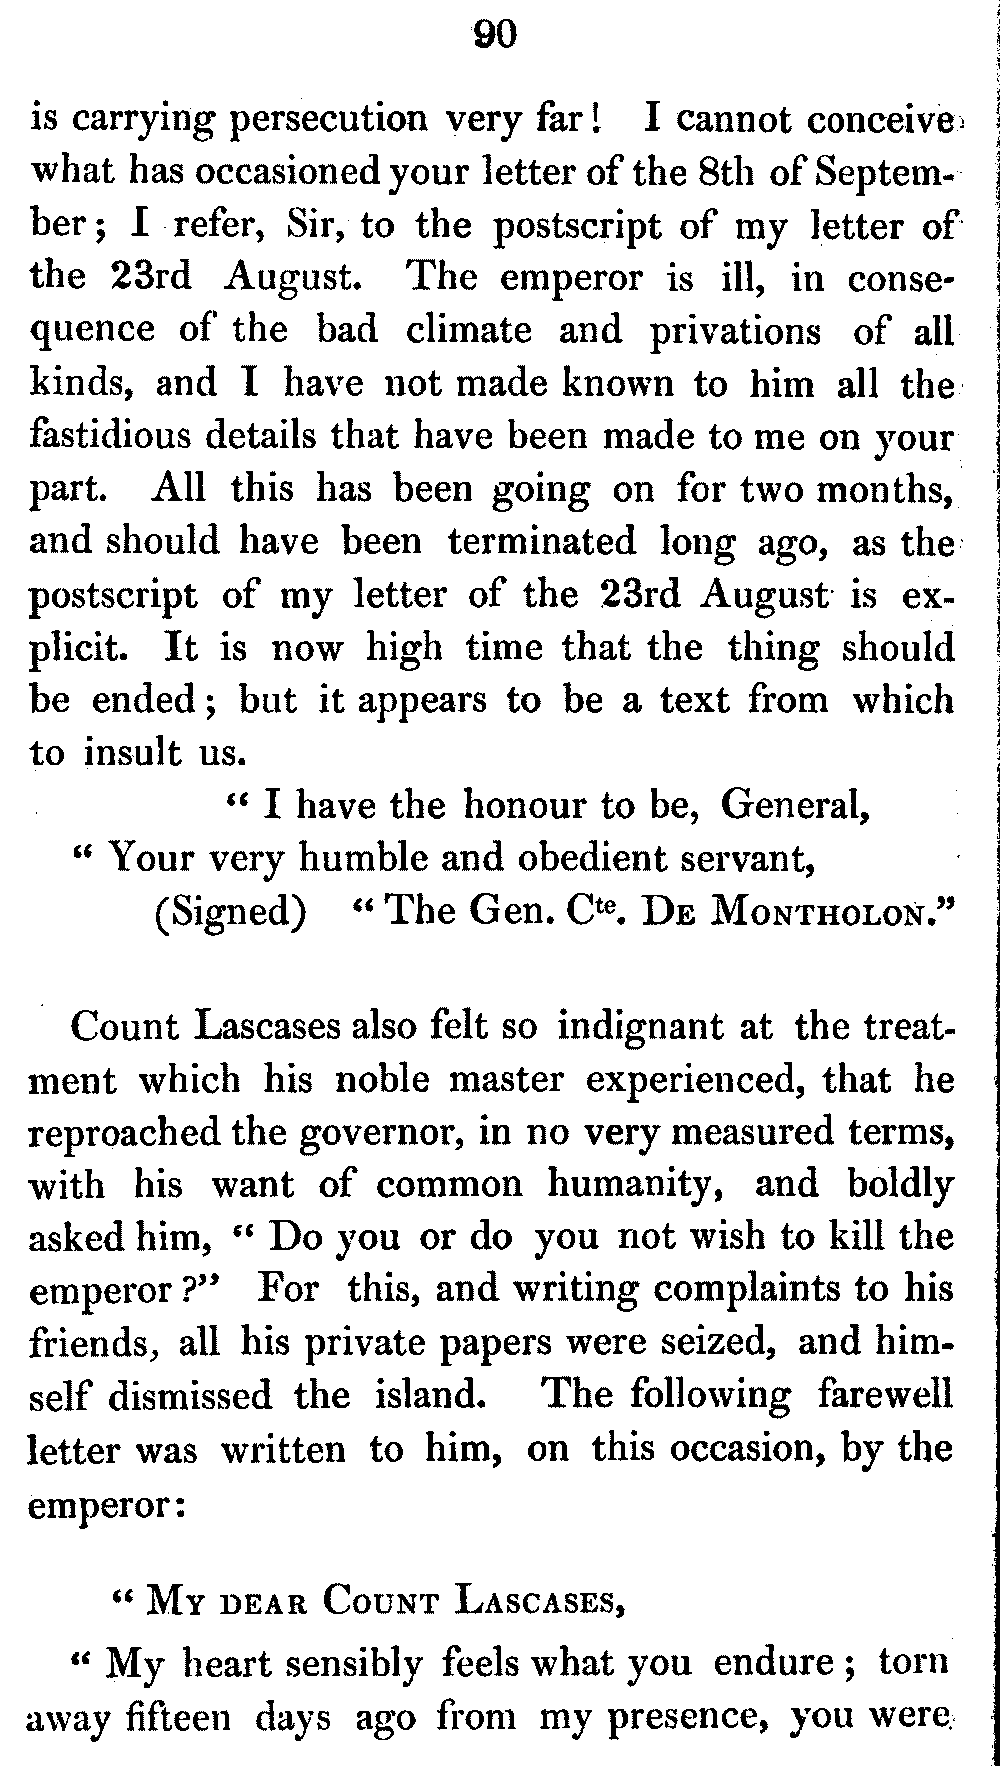 90
is carrying persecution very far! I cannot conceive
what has occasioned your letter of the 8th of Septem-
ber; I refer, Sir, to the postscript of my letter of
the 23rd August. The emperor is ill, in conse-
quence of the bad climate and privations of all
kinds, and I have not made known to him all the
fastidious details that have been made to me on your
part. All this has been going on for two months,
and should have been terminated long ago, as the
postscript of my letter of the 23rd August is ex-
plicit. It is now high time that the thing should
be ended; but it appears to be a text from which
to insult us.
“ I have the honour to be, General,
“ Your very humble and obedient servant,
(Signed) “ The Gen. Cte. De Montholon.”
Count Lascases also felt so indignant at the treat-
ment which his noble master experienced, that he
reproached the governor, in no very measured terms,
with his want of common humanity, and boldly
asked him, “ Do you or do you not wish to kill the
emperor?” For this, and writing complaints to his
friends, all his private papers were seized, and him-
self dismissed the island. The following farewell
letter was written to him, on this occasion, by the
emperor:
“ My dear Count Lascases,
“ My heart sensibly feels what you endure; torn
away fifteen days ago from my presence, you were